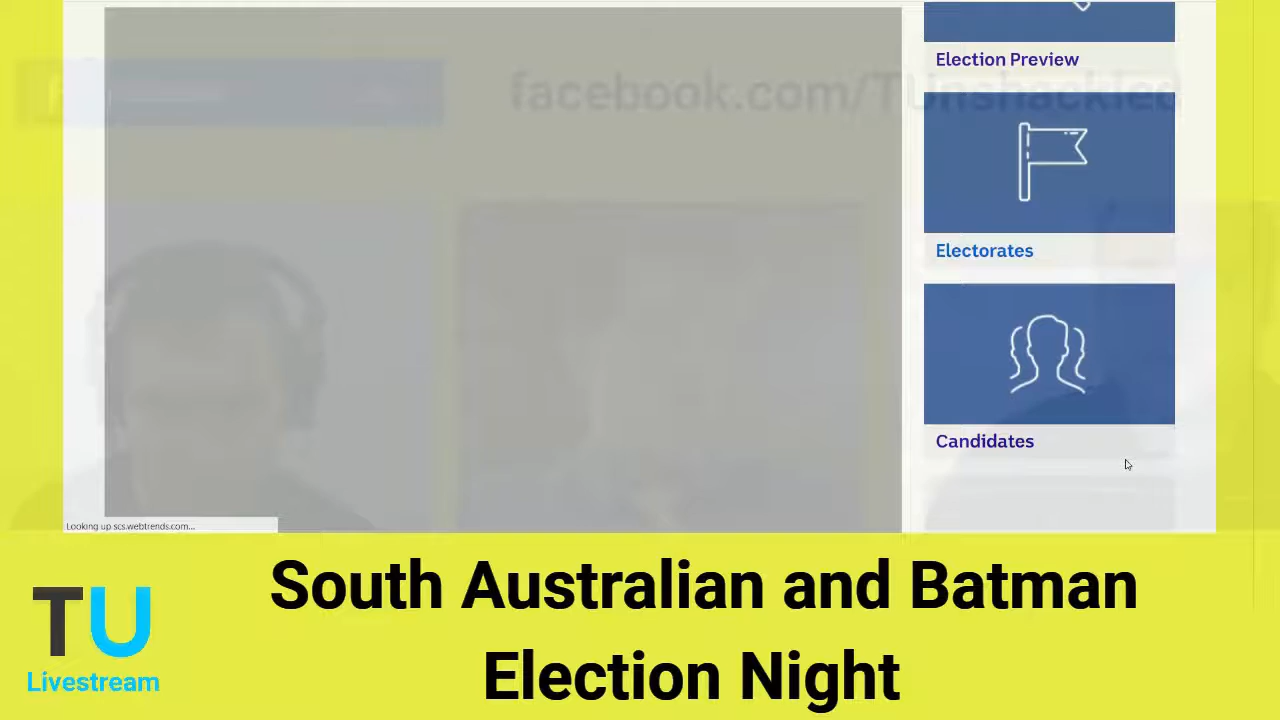 Election Preview
facebook.com/TUnshackled
Electorates
Candidates
Looking up scs.webtrends.com...
South Australian and Batman
Election Night
TU
Livestream